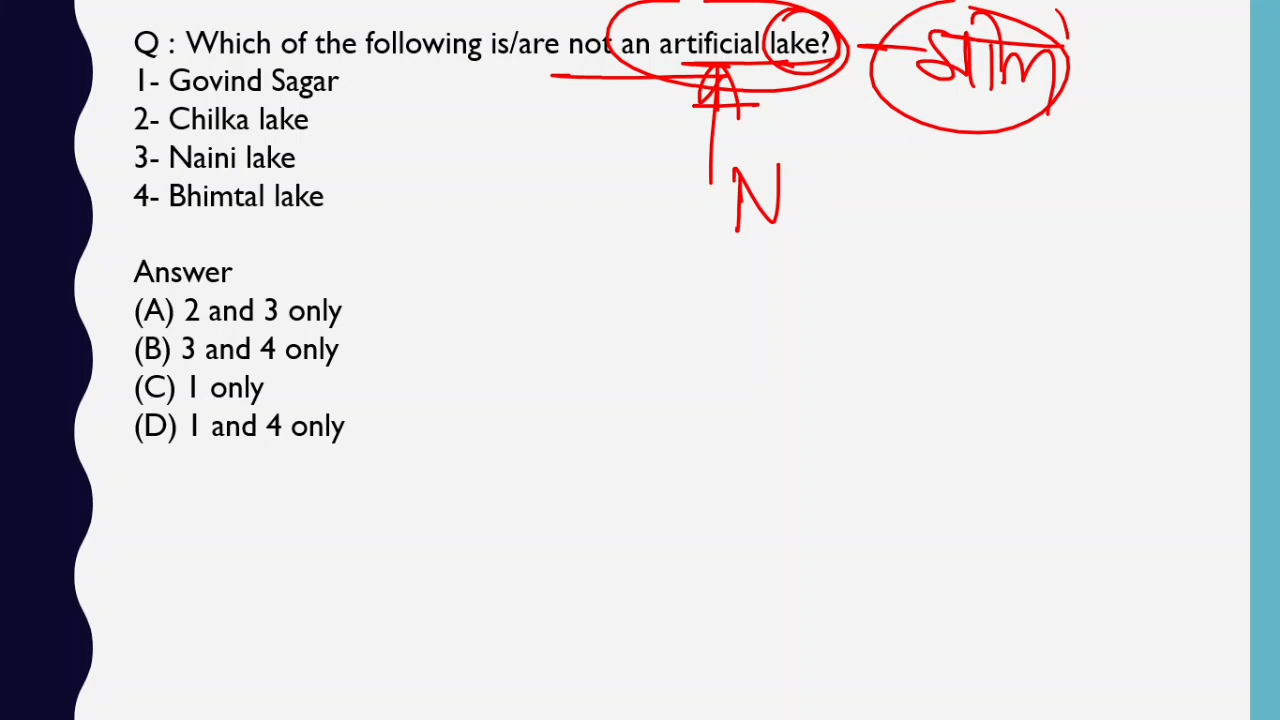 Q : Which of the following is/are not an artificial lake?
1- Govind Sagar
2- Chilka lake
3- Naini lake
4- Bhimtal lake
N
Answer
(A) 2 and 3 only
(B) 3 and 4 only
(C) 1 only
(D) 1 and 4 only